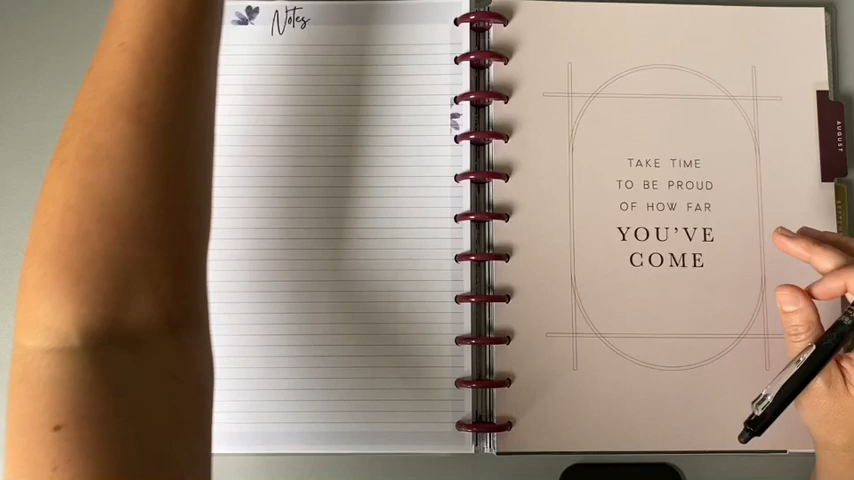 Notes
TAKE TIME
TO BE PROUD
OF HOW FAR
YOU'VE
COME
AUGUST